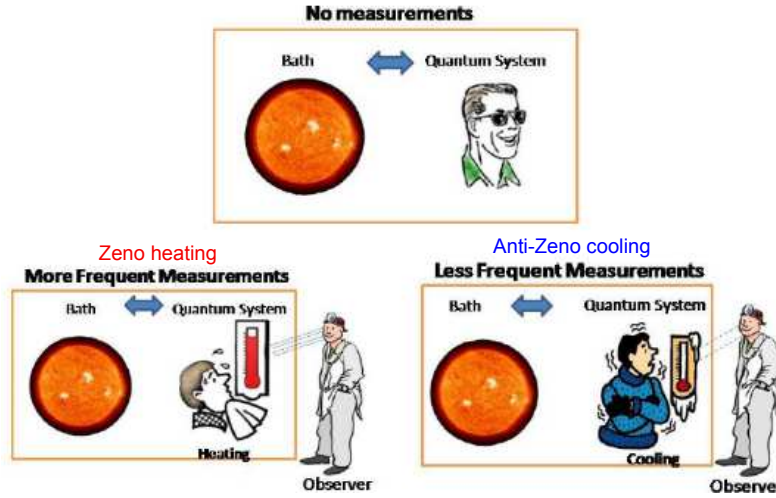 No measurements
Bath Quantum System
Zeno heating
More Frequent Measurements
Bath Quantum System
Heating
Observer
Anti-Zeno cooling
Less Frequent Measurements
Bath Quantum System
Cooling
Observe